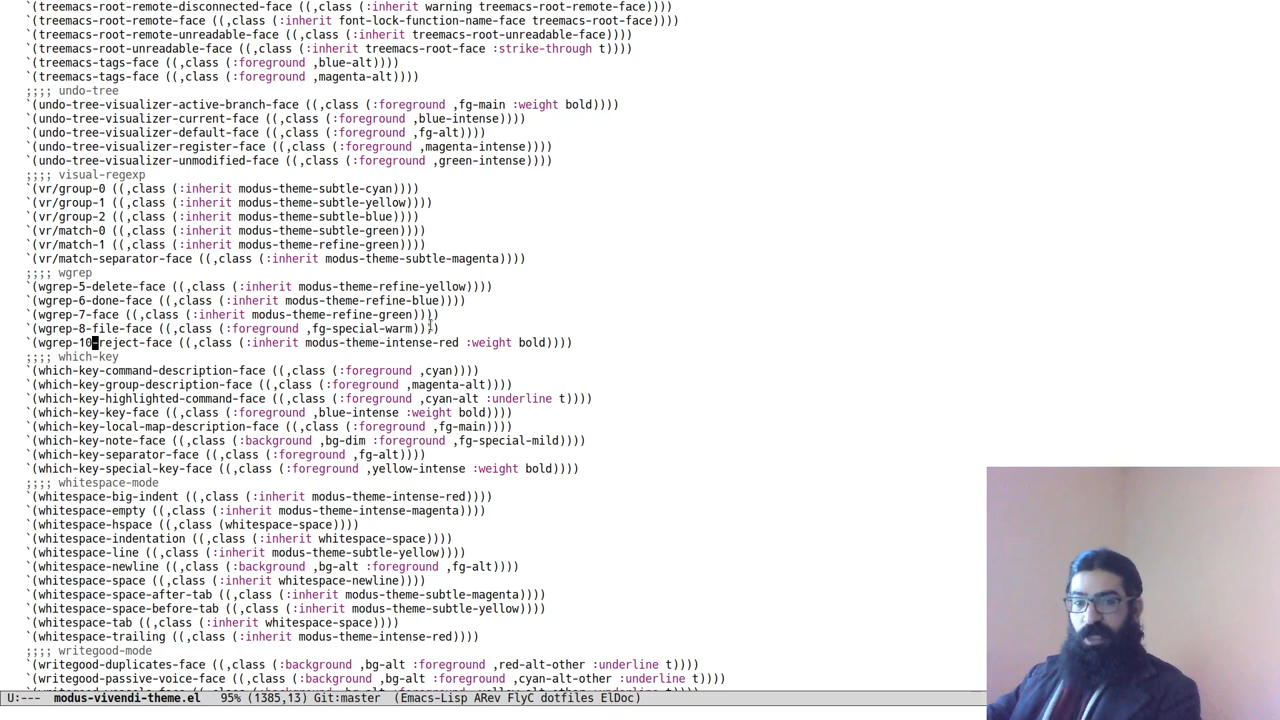 `(treemacs-root-remote-disconnected-face ((,class (:inherit warning treemacs-root-remote-face))))
`(treemacs-root-remote-face ((,class (:inherit font-lock-function-name-face treemacs-root-face))))
`(treemacs-root-remote-unreadable-face ((,class (:inherit treemacs-root-unreadable-face))))
`(treemacs-root-unreadable-face ((,class (:inherit treemacs-root-face :strike-through t))))
`(treemacs-tags-face ((,class (:foreground ,blue-alt))))
`(treemacs-tags-face ((,class (:foreground ,magenta-alt))))
;;;; undo-tree
`(undo-tree-visualizer-active-branch-face ((,class (:foreground ,fg-main :weight bold))))
`(undo-tree-visualizer-current-face ((,class (:foreground ,blue-intense))))
`(undo-tree-visualizer-default-face ((,class (:foreground ,fg-alt))))
`(undo-tree-visualizer-register-face ((,class (:foreground ,magenta-intense))))
`(undo-tree-visualizer-unmodified-face ((,class (:foreground ,green-intense))))
;;;; visual-regexp
`(vr/group-0 ((,class (:inherit modus-theme-subtle-cyan))))
`(vr/group-1 ((,class (:inherit modus-theme-subtle-yellow))))
`(vr/group-2 ((,class (:inherit modus-theme-subtle-blue))))
`(vr/match-0 ((,class (:inherit modus-theme-subtle-green))))
`(vr/match-1 ((,class (:inherit modus-theme-refine-green))))
`(vr/match-separator-face ((,class (:inherit modus-theme-subtle-magenta))))
;;;; wgrep
`(wgrep-5-delete-face ((,class (:inherit modus-theme-refine-yellow))))
`(wgrep-6-done-face ((,class (:inherit modus-theme-refine-blue))))
`(wgrep-7-face ((,class (:inherit modus-theme-refine-green))))
`(wgrep-8-file-face ((,class (:foreground ,fg-special-warm))))
`(wgrep-10-reject-face ((,class (:inherit modus-theme-intense-red :weight bold))))
;;;; which-key
`(which-key-command-description-face ((,class (:foreground ,cyan))))
`(which-key-group-description-face ((,class (:foreground ,magenta-alt))))
`(which-key-highlighted-command-face ((,class (:foreground ,cyan-alt :underline t))))
`(which-key-key-face ((,class (:foreground ,blue-intense :weight bold))))
`(which-key-local-map-description-face ((,class (:foreground ,fg-main))))
`(which-key-note-face ((,class (:background ,bg-dim :foreground ,fg-special-mild))))
`(which-key-separator-face ((,class (:foreground ,fg-alt))))
`(which-key-special-key-face ((,class (:foreground ,yellow-intense :weight bold))))
;;;; whitespace-mode
`(whitespace-big-indent ((,class (:inherit modus-theme-intense-red))))
`(whitespace-empty ((,class (:inherit modus-theme-intense-magenta))))
`(whitespace-hspace ((,class (whitespace-space))))
`(whitespace-indentation ((,class (:inherit whitespace-space))))
`(whitespace-line ((,class (:inherit modus-theme-subtle-yellow))))
`(whitespace-newline ((,class (:background ,bg-alt :foreground ,fg-alt))))
`(whitespace-space ((,class (:inherit whitespace-newline))))
`(whitespace-space-after-tab ((,class (:inherit modus-theme-subtle-magenta))))
`(whitespace-space-before-tab ((,class (:inherit modus-theme-subtle-yellow))))
`(whitespace-tab ((,class (:inherit whitespace-space))))
`(whitespace-trailing ((,class (:inherit modus-theme-intense-red))))
;;;; writegood-mode
`(writegood-duplicates-face ((,class (:background ,bg-alt :foreground ,red-alt-other :underline t))))
`(writegood-passive-voice-face ((,class (:background ,bg-alt :foreground ,cyan-alt-other :underline t))))
U:--- modus-vivendi-theme.el 95% (1385,13) Git:master (Emacs-Lisp ARev FlyC dotfiles ElDoc)